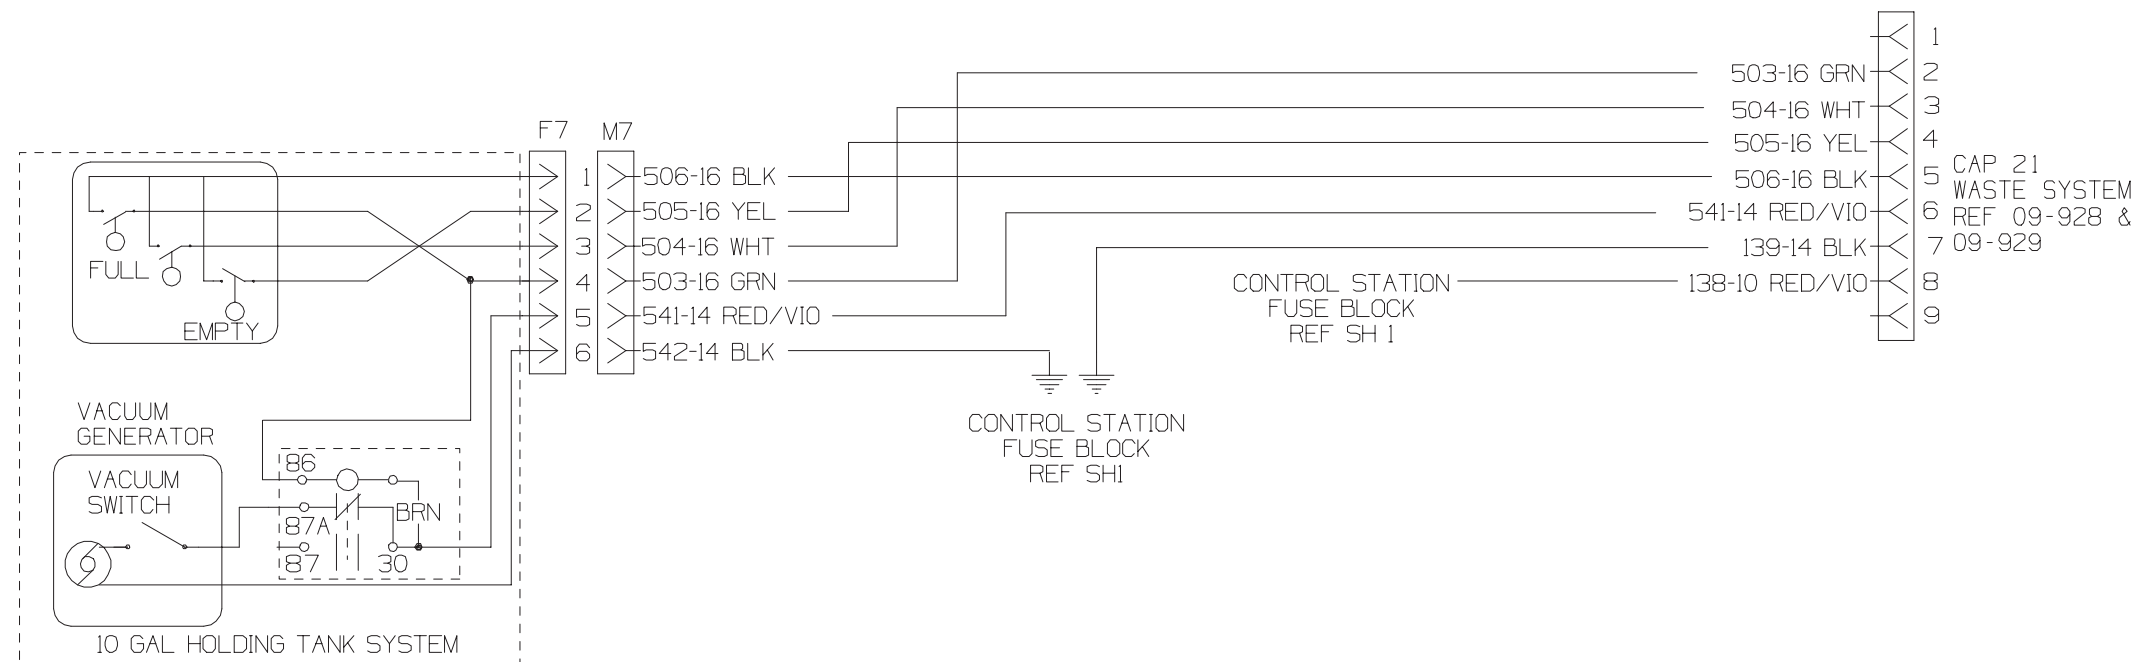 1
503-16 GRN 2
504-16 WHT 3
505-16 YEL 4
506-16 BLK 5
541-14 RED/VIO 6
139-14 BLK 7
138-10 RED/VIO 8
9
CAP 21
WASTE SYSTEM
REF 09-928 &
09-929
F7 M7
1 506-16 BLK
2 505-16 YEL
3 504-16 WHT
4 503-16 GRN
5 541-14 RED/VIO
6 542-14 BLK
FULL
EMPTY
CONTROL STATION
FUSE BLOCK
REF SH 1
CONTROL STATION
FUSE BLOCK
REF SH1
VACUUM
GENERATOR
VACUUM
SWITCH
86
87A
BRN
87
30
10 GAL HOLDING TANK SYSTEM